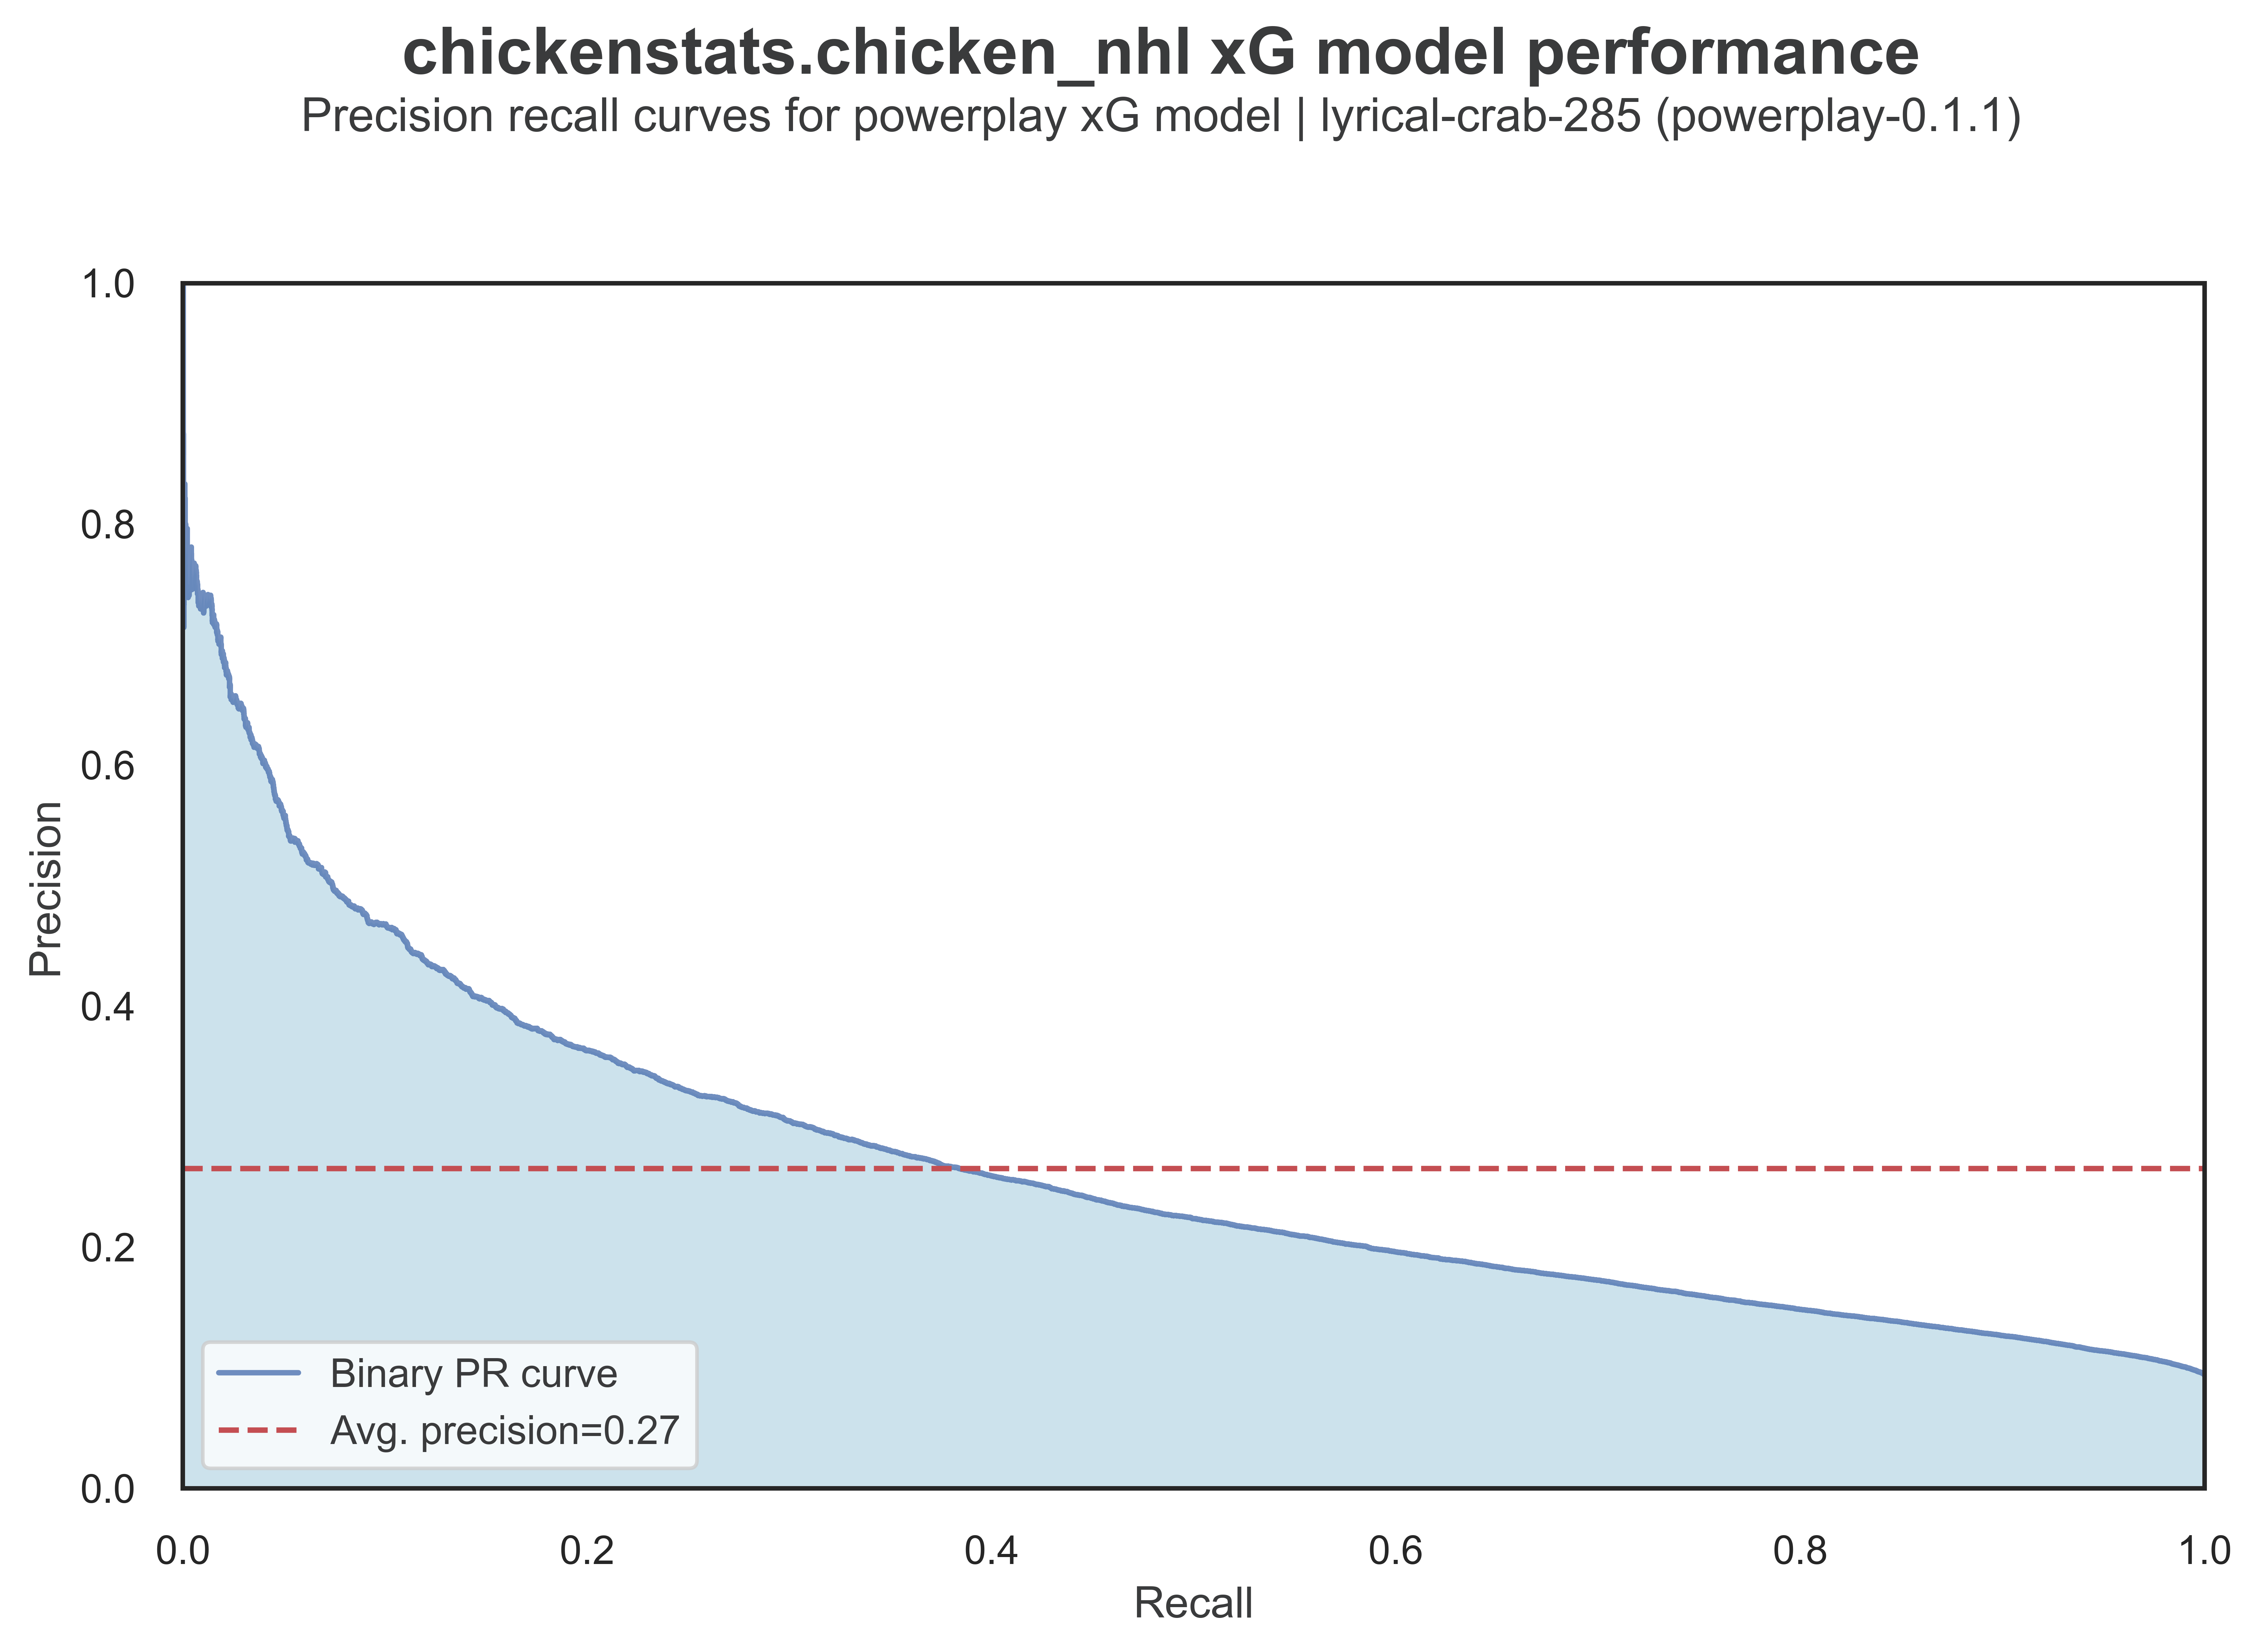 chickenstats.chicken_nhl xG model performance
Precision recall curves for powerplay xG model | lyrical-crab-285 (powerplay-0.1.1)
1.0
0.8
0.6
0.4
0.2
0.0
Precision
Binary PR curve
Avg. precision=0.27
0.0 0.2 0.4 0.6 0.8 1.0
Recall